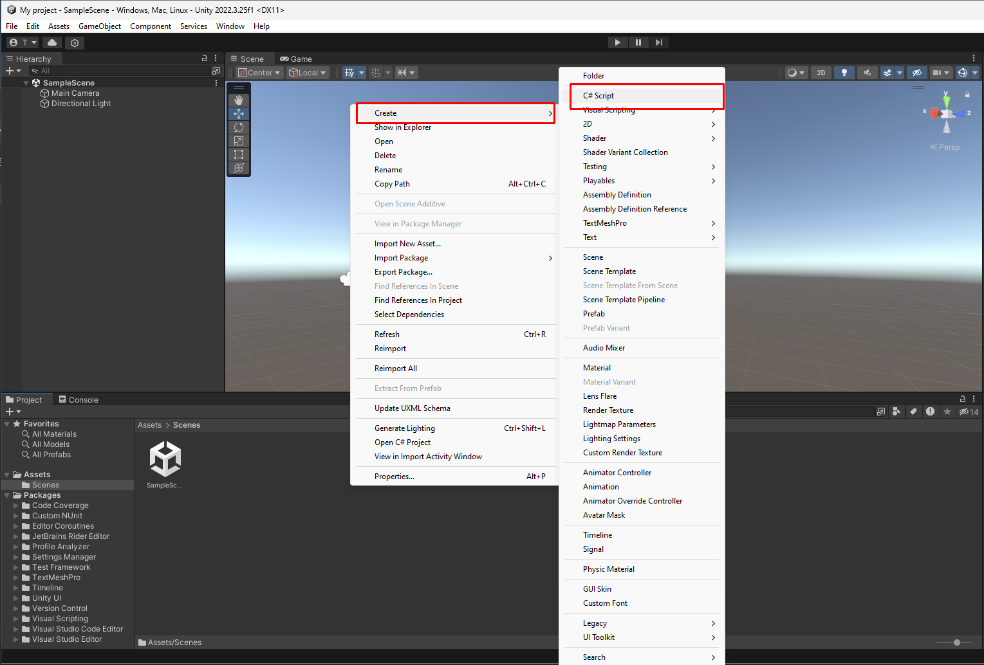 My project - SampleScene - Windows, Mac, Linux - Unity 2022.3.25f1 <DX11>
File Edit Assets GameObject Component Services Window Help
T
Hierarchy
All
SampleScene
Main Camera
Directional Light
Scene Game
Center Local 2D
y
x
z
Persp
Create
Show in Explorer
Open
Delete
Rename
Copy Path Alt+Ctrl+C
Open Scene Additive
View in Package Manager
Import New Asset...
Import Package
Export Package...
Find References In Scene
Find References In Project
Select Dependencies
Refresh Ctrl+R
Reimport
Reimport All
Extract From Prefab
Update UXML Schema
Generate Lighting Ctrl+Shift+L
Open C# Project
View in Import Activity Window
Properties... Alt+P
Folder
C# Script
Visual Scripting
2D
Shader
Shader Variant Collection
Testing
Playables
Assembly Definition
Assembly Definition Reference
TextMeshPro
Text
Scene
Scene Template
Scene Template From Scene
Scene Template Pipeline
Prefab
Prefab Variant
Audio Mixer
Material
Material Variant
Lens Flare
Render Texture
Lightmap Parameters
Lighting Settings
Custom Render Texture
Animator Controller
Animation
Animator Override Controller
Avatar Mask
Timeline
Signal
Physic Material
GUI Skin
Custom Font
Legacy
UI Toolkit
Search
Project Console
14
Favorites
All Materials
All Models
All Prefabs
Assets
Scenes
Packages
Code Coverage
Custom NUnit
Editor Coroutines
JetBrains Rider Editor
Profile Analyzer
Settings Manager
Test Framework
TextMeshPro
Timeline
Unity UI
Version Control
Visual Scripting
Visual Studio Code Editor
Visual Studio Editor
Assets > Scenes
SampleSc...
Assets/Scenes